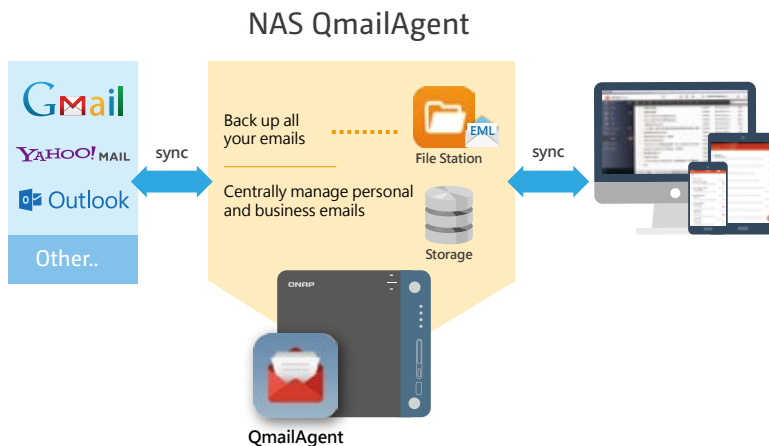 NAS QmailAgent
Gmail
YAHOO! MAIL
Outlook
Other..
sync
Back up all
your emails
EML
File Station
Centrally manage personal
and business emails
Storage
sync
QNAP
QmailAgent